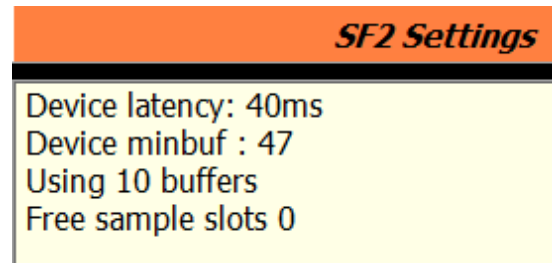 SF2 Settings
Device latency: 40ms
Device minbuf : 47
Using 10 buffers
Free sample slots 0